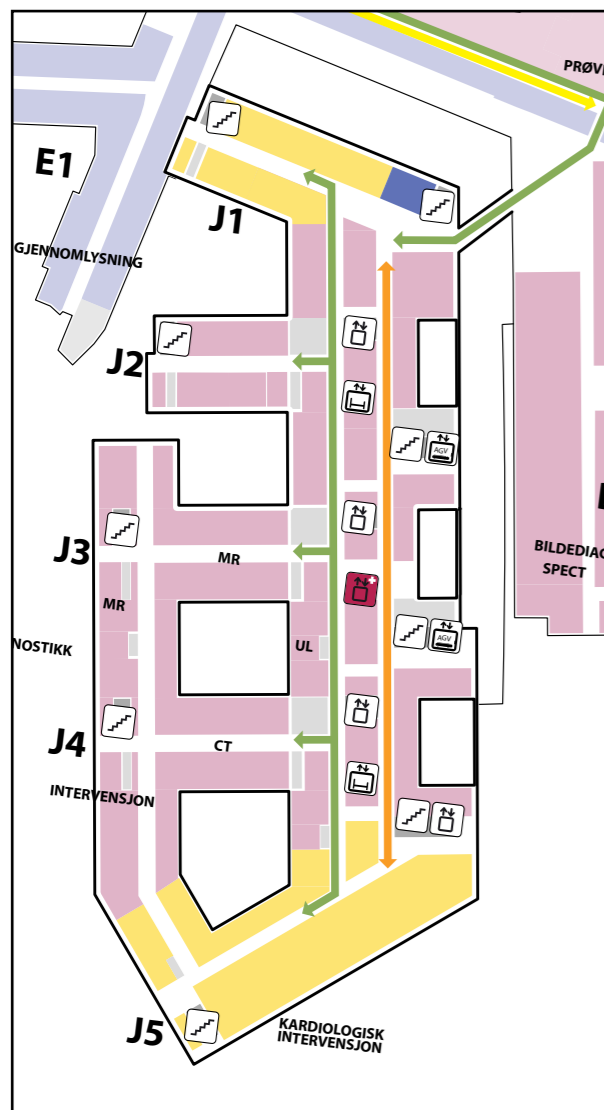 PRØV
E1
J1
GJENNOMLYSNING
J2
AGV
J3
MR
BILDEDIAG
SPECT
MR
AGV
NOSTIKK
UL
J4
CT
INTERVENSJON
J5
KARDIOLOGISK
INTERVENSJON